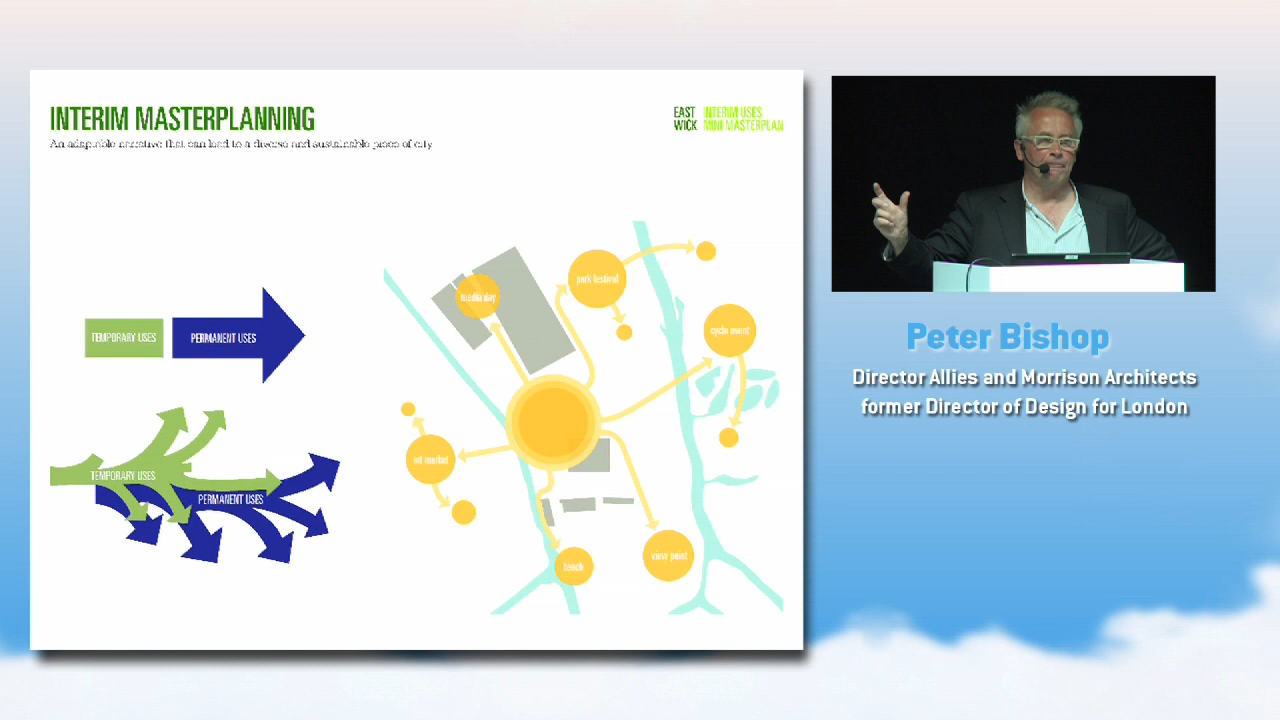 INTERIM MASTERPLANNING
An adaptable narrative that can lead to a diverse and sustainable piece of city
EAST WICK
INTERIM USES
MINI MASTERPLAN
TEMPORARY USES
PERMANENT USES
TEMPORARY USES
PERMANENT USES
media day
park festival
cycle event
art market
view point
beach
Peter Bishop
Director Allies and Morrison Architects
former Director of Design for London